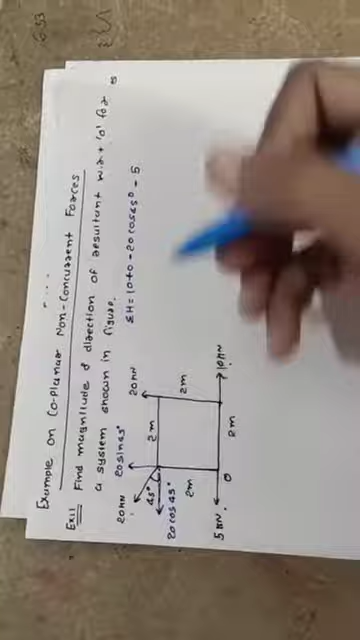 Example on Co-planar Non-Concurrent Forces
Ex:1 Find magnitude & direction of resultant w.r.t 'O' for
a system shown in figure.
ΣH = 10+0 - 20cos45° - 5
20KN
20sin45°
20KN
45°
20cos45°
2m
2m
2m
2m
5KN
O
10KN